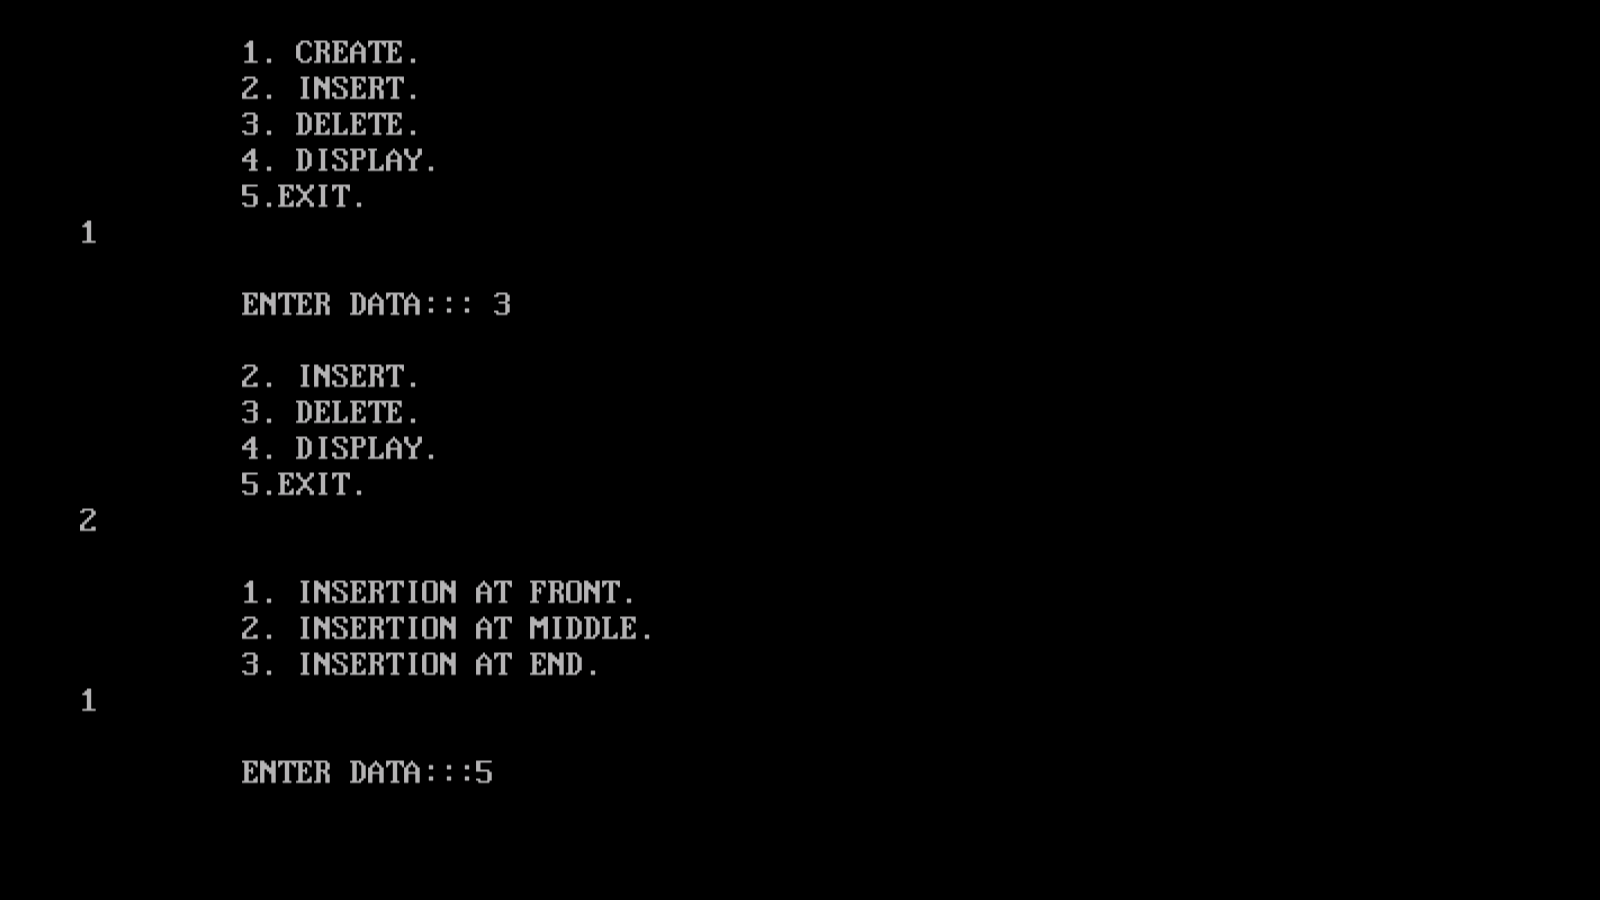 1. CREATE.
2. INSERT.
3. DELETE.
4. DISPLAY.
5.EXIT.
1
ENTER DATA::: 3
2. INSERT.
3. DELETE.
4. DISPLAY.
5.EXIT.
2
1. INSERTION AT FRONT.
2. INSERTION AT MIDDLE.
3. INSERTION AT END.
1
ENTER DATA:::5